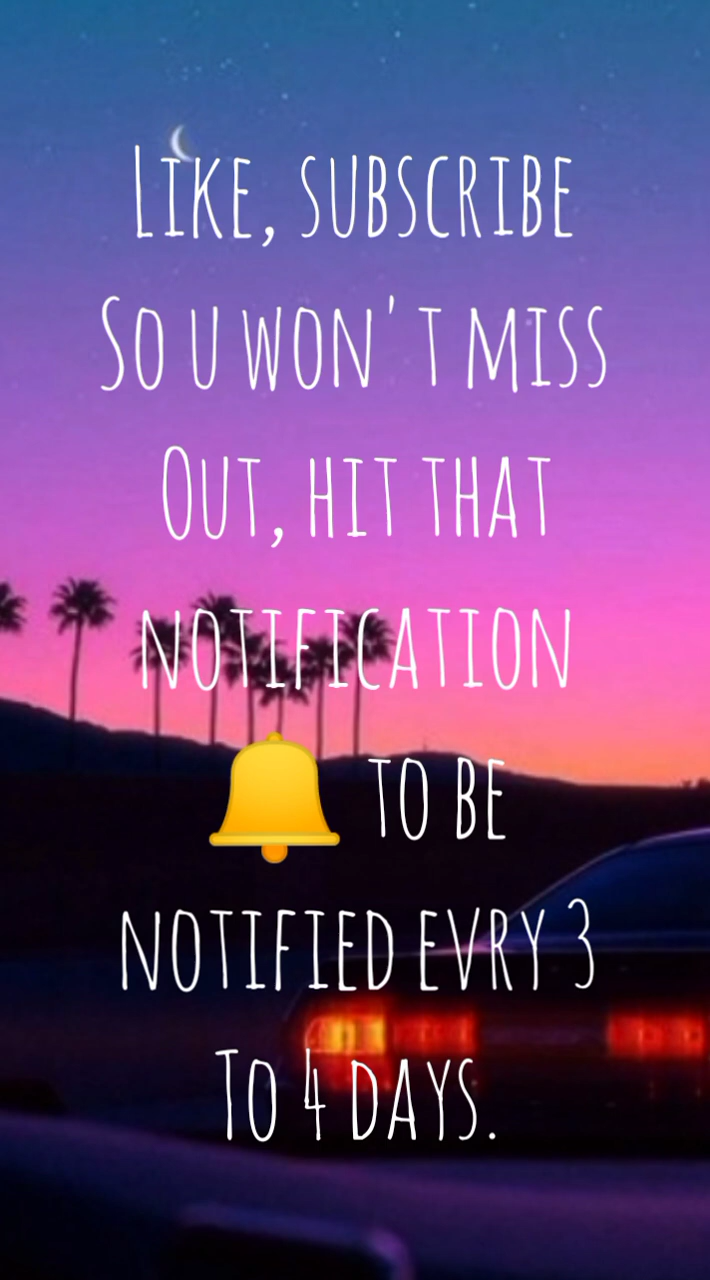 Like, subscribe
So u won't miss
Out, hit that
notification
🔔 to be
notified evry 3
To 4 days.